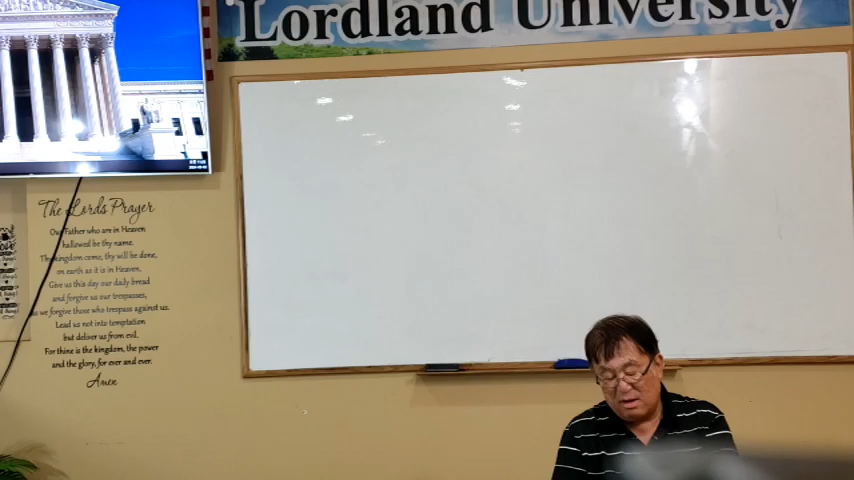 Lordland University
The Lord's Prayer
Our Father who are in Heaven
hallowed be thy name.
Thy kingdom come, thy will be done,
on earth as it is in Heaven.
Give us this day our daily bread
and forgive us our trespasses,
as we forgive those who trespass against us.
Lead us not into temptation
but deliver us from evil.
For thine is the kingdom, the power
and the glory, for ever and ever.
Amen